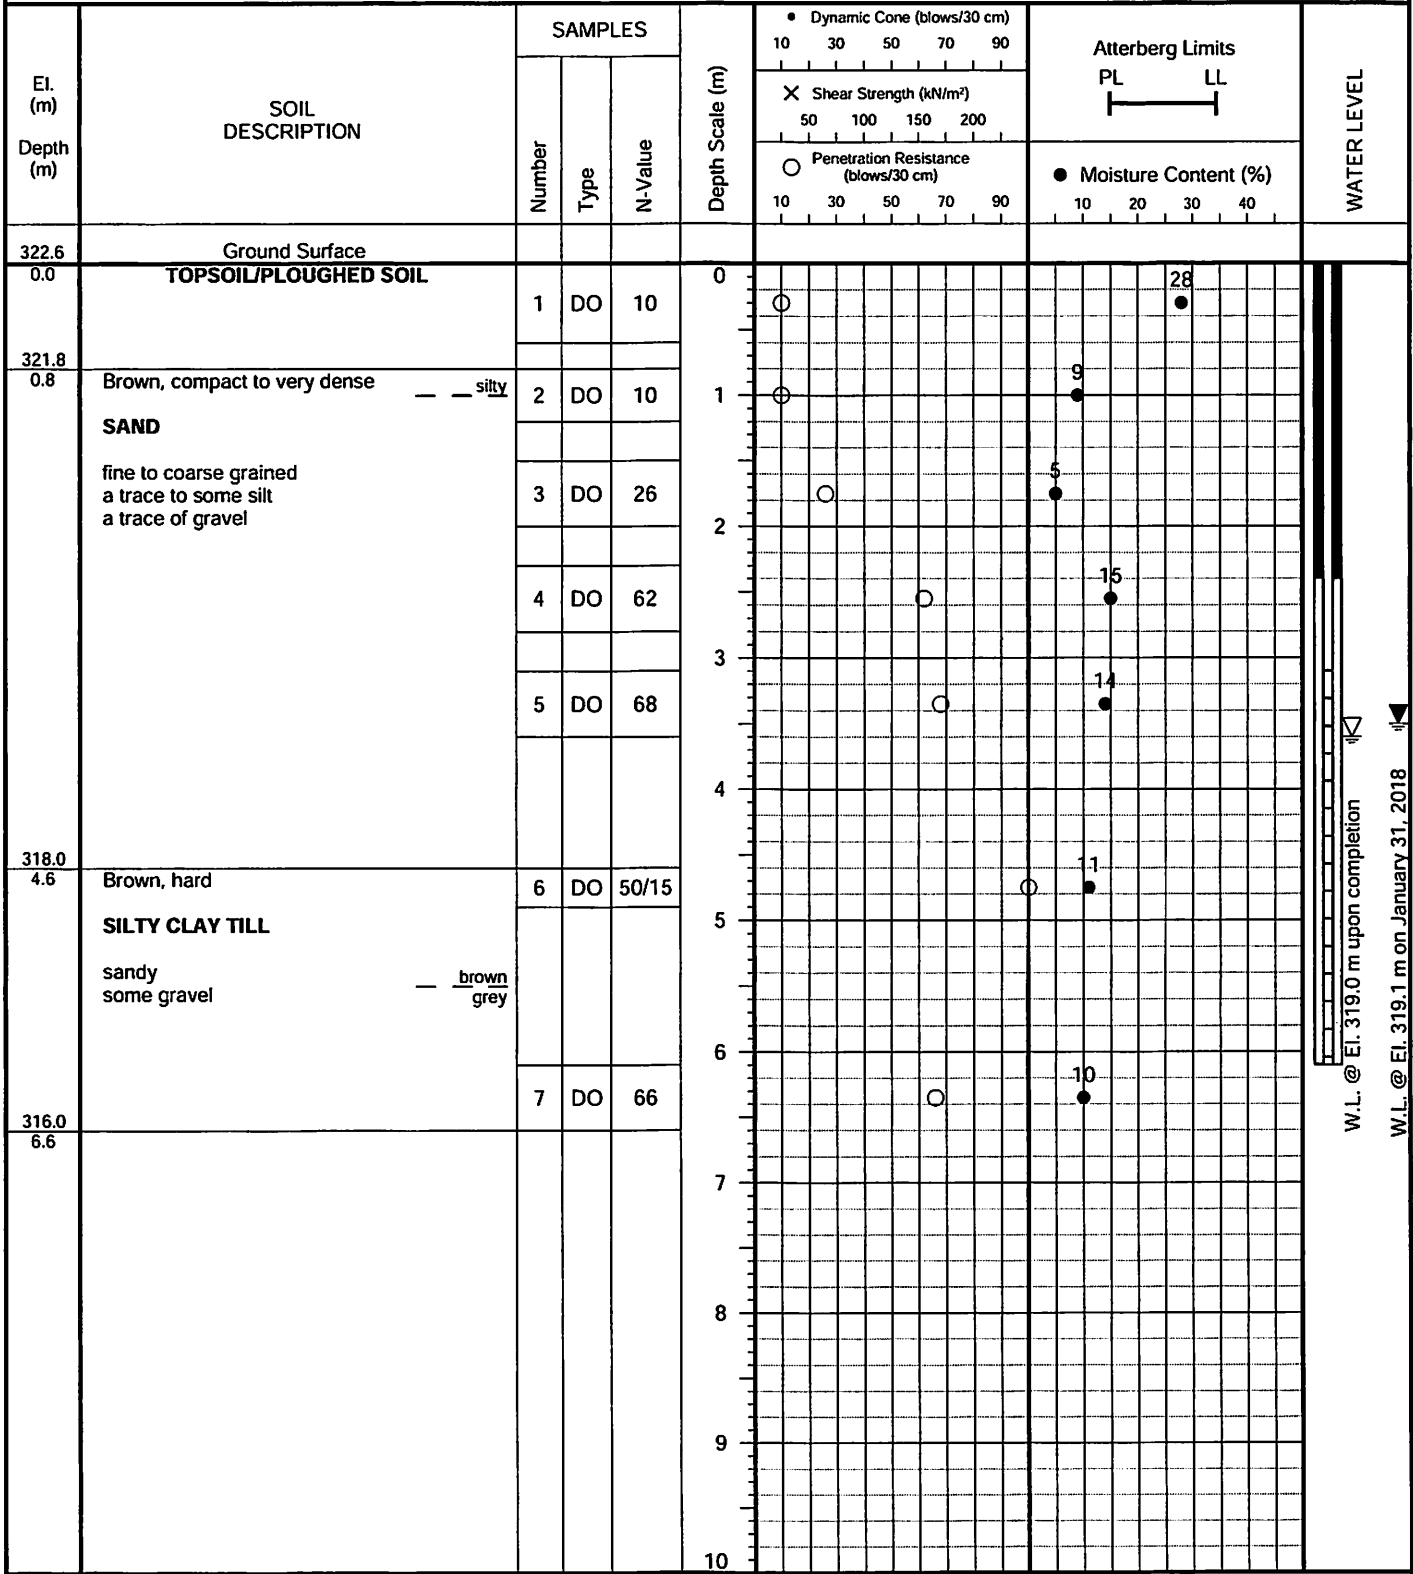 El.
(m)
Depth
(m)
SOIL
DESCRIPTION
SAMPLES
Number
Type
N-Value
Depth Scale (m)
• Dynamic Cone (blows/30 cm)
10 30 50 70 90
X Shear Strength (kN/m²)
50 100 150 200
O Penetration Resistance
(blows/30 cm)
10 30 50 70 90
Atterberg Limits
PL LL
● Moisture Content (%)
10 20 30 40
WATER LEVEL
322.6 Ground Surface
0.0 TOPSOIL/PLOUGHED SOIL 0
28
1 DO 10
321.8
0.8 Brown, compact to very dense silty 2 DO 10 1 9
SAND
fine to coarse grained
a trace to some silt 3 DO 26 5
a trace of gravel
2
4 DO 62 15
3
5 DO 68 14
4
318.0
4.6 Brown, hard 6 DO 50/15 11
SILTY CLAY TILL 5
sandy brown
some gravel grey
6
7 DO 66 10
316.0
6.6
7
8
9
10
W.L. @ El. 319.0 m upon completion
W.L. @ El. 319.1 m on January 31, 2018